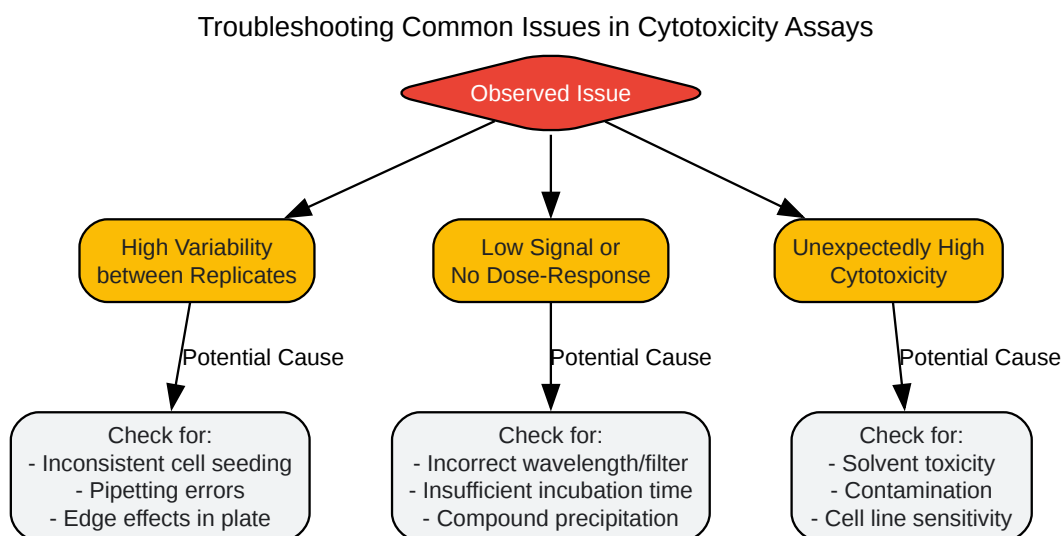 Troubleshooting Common Issues in Cytotoxicity Assays
Observed Issue
High Variability
between Replicates
Low Signal or
No Dose-Response
Unexpectedly High
Cytotoxicity
Potential Cause
Potential Cause
Potential Cause
Check for:
- Inconsistent cell seeding
- Pipetting errors
- Edge effects in plate
Check for:
- Incorrect wavelength/filter
- Insufficient incubation time
- Compound precipitation
Check for:
- Solvent toxicity
- Contamination
- Cell line sensitivity